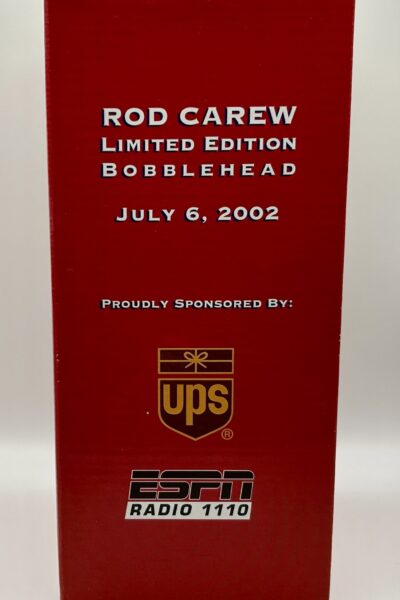 ROD CAREW
LIMITED EDITION
BOBBLEHEAD
JULY 6, 2002
PROUDLY SPONSORED BY:
ups
®
ESPN
RADIO 1110